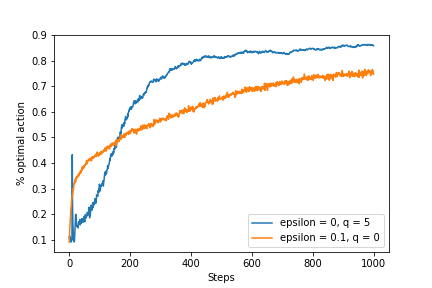 0.9
0.8
0.7
0.6
0.5
0.4
0.3
0.2
0.1
% optimal action
epsilon = 0, q = 5
epsilon = 0.1, q = 0
0 200 400 600 800 1000
Steps